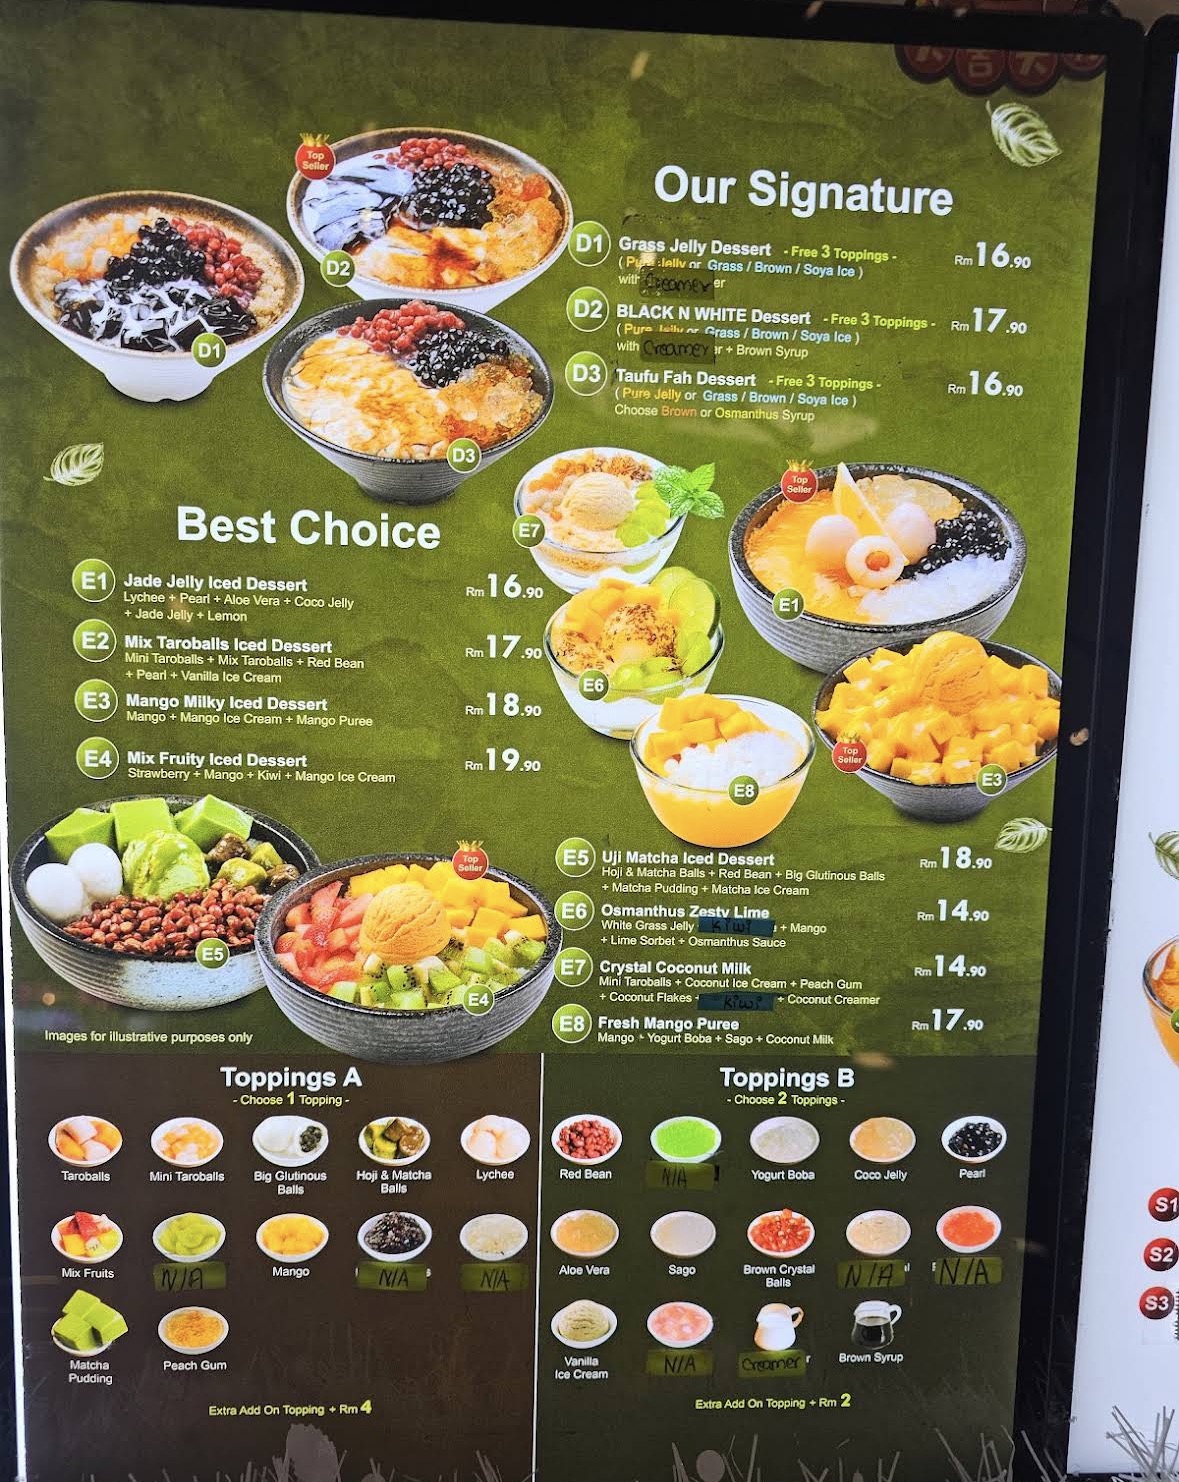 Top
Seller
D2
D1
D3
Our Signature
D1 Grass Jelly Dessert - Free 3 Toppings - Rm 16.90
( Pure Jelly or Grass / Brown / Soya Ice )
with Creamer er
D2 BLACK N WHITE Dessert - Free 3 Toppings - Rm 17.90
( Pure Jelly or Grass / Brown / Soya Ice )
with Creamer er + Brown Syrup
D3 Taufu Fah Dessert - Free 3 Toppings - Rm 16.90
( Pure Jelly or Grass / Brown / Soya Ice )
Choose Brown or Osmanthus Syrup
Top
Seller
E7
E1
E6
E8
Top
Seller
E3
Best Choice
E1 Jade Jelly Iced Dessert Rm 16.90
Lychee + Pearl + Aloe Vera + Coco Jelly
+ Jade Jelly + Lemon
E2 Mix Taroballs Iced Dessert Rm 17.90
Mini Taroballs + Mix Taroballs + Red Bean
+ Pearl + Vanilla Ice Cream
E3 Mango Milky Iced Dessert Rm 18.90
Mango + Mango Ice Cream + Mango Puree
E4 Mix Fruity Iced Dessert Rm 19.90
Strawberry + Mango + Kiwi + Mango Ice Cream
Top
Seller
E5
E4
Images for illustrative purposes only
E5 Uji Matcha Iced Dessert Rm 18.90
Hoji & Matcha Balls + Red Bean + Big Glutinous Balls
+ Matcha Pudding + Matcha Ice Cream
E6 Osmanthus Zesty Lime Rm 14.90
White Grass Jelly Kiwi + Mango
+ Lime Sorbet + Osmanthus Sauce
E7 Crystal Coconut Milk Rm 14.90
Mini Taroballs + Coconut Ice Cream + Peach Gum
+ Coconut Flakes + Kiwi + Coconut Creamer
E8 Fresh Mango Puree Rm 17.90
Mango + Yogurt Boba + Sago + Coconut Milk
Toppings A
- Choose 1 Topping -
Taroballs Mini Taroballs Big Glutinous Hoji & Matcha Lychee
Balls Balls
Mix Fruits N/A Mango N/A N/A
Matcha Peach Gum
Pudding
Extra Add On Topping + Rm 4
Toppings B
- Choose 2 Toppings -
Red Bean N/A Yogurt Boba Coco Jelly Pearl
Aloe Vera Sago Brown Crystal N/A N/A
Balls
Vanilla N/A Creamer Brown Syrup
Ice Cream
Extra Add On Topping + Rm 2
S1
S2
S3